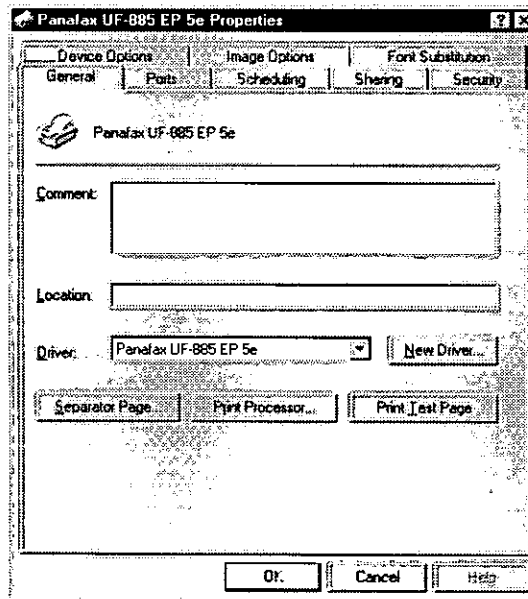 Panafax UF-885 EP 5e Properties
Device Options Image Options Font Substitution
General Ports Scheduling Sharing Security
Panafax UF-885 EP 5e
Comment:
Location:
Driver: Panafax UF-885 EP 5e New Driver...
Separator Page... Print Processor... Print Test Page
OK Cancel Help